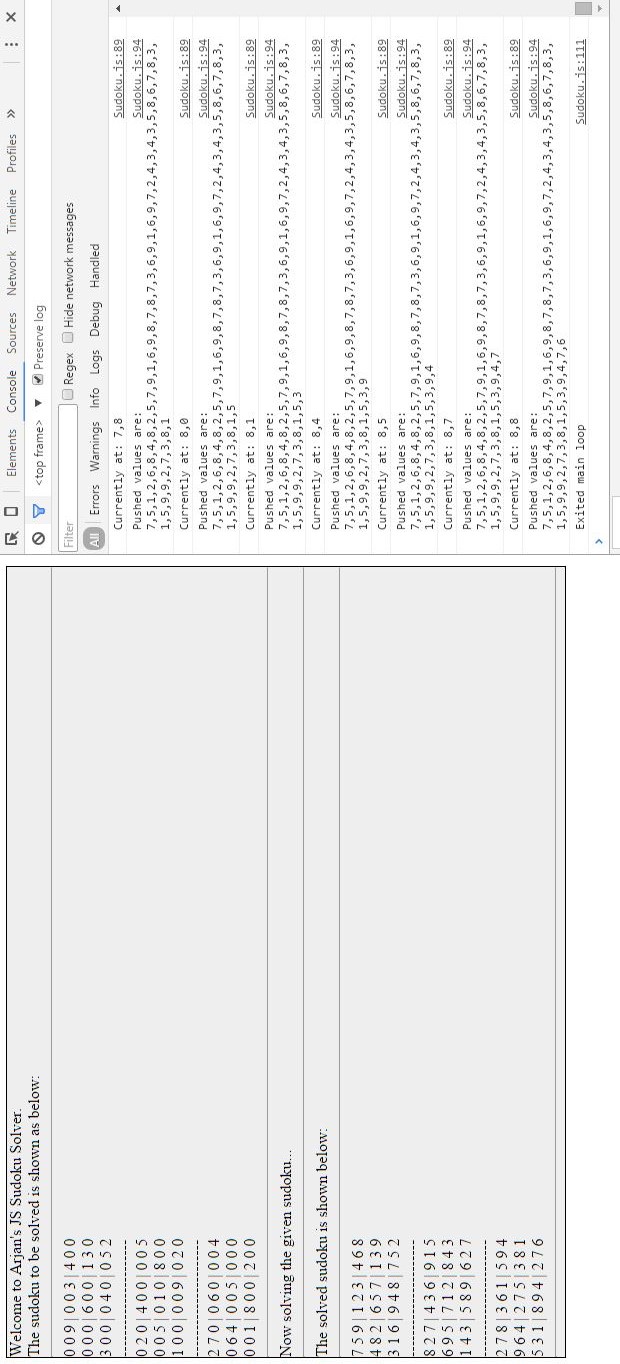 Welcome to Arjan's JS Sudoku Solver.
The sudoku to be solved is shown as below:
0 0 9 | 0 0 3 | 4 0 0
0 0 0 | 6 0 0 | 1 3 0
3 0 0 | 0 4 0 | 0 5 2
-----------------------
0 2 0 | 4 0 0 | 0 0 5
0 0 5 | 0 1 0 | 8 0 0
1 0 0 | 0 0 9 | 0 2 0
-----------------------
2 7 0 | 0 6 0 | 0 0 4
0 6 4 | 0 0 5 | 0 0 0
0 0 1 | 8 0 0 | 2 0 0
Now solving the given sudoku...
The solved sudoku is shown below:
7 5 9 | 1 2 3 | 4 6 8
4 8 2 | 6 5 7 | 1 3 9
3 1 6 | 9 4 8 | 7 5 2
-----------------------
8 2 7 | 4 3 6 | 9 1 5
6 9 5 | 7 1 2 | 8 4 3
1 4 3 | 5 8 9 | 6 2 7
-----------------------
2 7 8 | 3 6 1 | 5 9 4
9 6 4 | 2 7 5 | 3 8 1
5 3 1 | 8 9 4 | 2 7 6
Elements Console Sources Network Timeline Profiles »
<top frame> ▼ Preserve log
Filter Regex Hide network messages
All Errors Warnings Info Logs Debug Handled
Currently at: 7,8 Sudoku.js:89
Pushed values are: Sudoku.js:94
7,5,1,2,6,8,4,8,2,5,7,9,1,6,9,8,7,8,7,3,6,9,1,6,9,7,2,4,3,4,3,5,8,6,7,8,3,
1,5,9,9,2,7,3,8,1
Currently at: 8,0 Sudoku.js:89
Pushed values are: Sudoku.js:94
7,5,1,2,6,8,4,8,2,5,7,9,1,6,9,8,7,8,7,3,6,9,1,6,9,7,2,4,3,4,3,5,8,6,7,8,3,
1,5,9,9,2,7,3,8,1,5
Currently at: 8,1 Sudoku.js:89
Pushed values are: Sudoku.js:94
7,5,1,2,6,8,4,8,2,5,7,9,1,6,9,8,7,8,7,3,6,9,1,6,9,7,2,4,3,4,3,5,8,6,7,8,3,
1,5,9,9,2,7,3,8,1,5,3
Currently at: 8,4 Sudoku.js:89
Pushed values are: Sudoku.js:94
7,5,1,2,6,8,4,8,2,5,7,9,1,6,9,8,7,8,7,3,6,9,1,6,9,7,2,4,3,4,3,5,8,6,7,8,3,
1,5,9,9,2,7,3,8,1,5,3,9
Currently at: 8,5 Sudoku.js:89
Pushed values are: Sudoku.js:94
7,5,1,2,6,8,4,8,2,5,7,9,1,6,9,8,7,8,7,3,6,9,1,6,9,7,2,4,3,4,3,5,8,6,7,8,3,
1,5,9,9,2,7,3,8,1,5,3,9,4
Currently at: 8,7 Sudoku.js:89
Pushed values are: Sudoku.js:94
7,5,1,2,6,8,4,8,2,5,7,9,1,6,9,8,7,8,7,3,6,9,1,6,9,7,2,4,3,4,3,5,8,6,7,8,3,
1,5,9,9,2,7,3,8,1,5,3,9,4,7
Currently at: 8,8 Sudoku.js:89
Pushed values are: Sudoku.js:94
7,5,1,2,6,8,4,8,2,5,7,9,1,6,9,8,7,8,7,3,6,9,1,6,9,7,2,4,3,4,3,5,8,6,7,8,3,
1,5,9,9,2,7,3,8,1,5,3,9,4,7,6
Exited main loop Sudoku.js:111